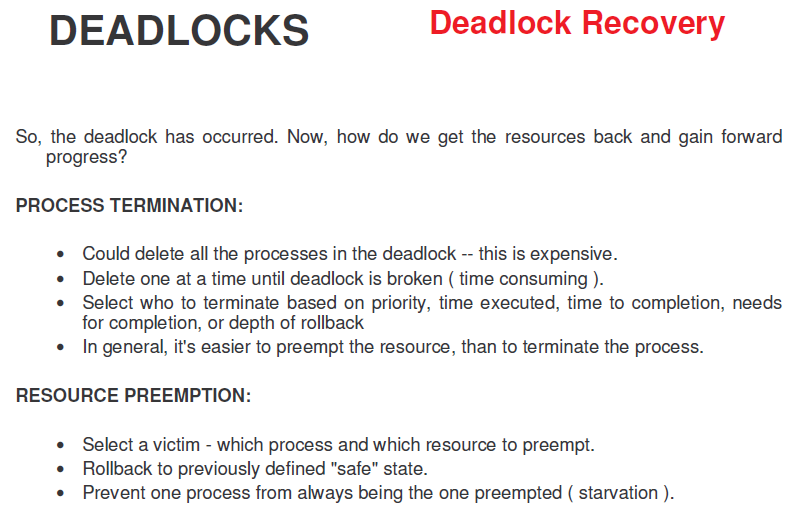 DEADLOCKS
Deadlock Recovery
So, the deadlock has occurred. Now, how do we get the resources back and gain forward
progress?
PROCESS TERMINATION:
• Could delete all the processes in the deadlock -- this is expensive.
• Delete one at a time until deadlock is broken ( time consuming ).
• Select who to terminate based on priority, time executed, time to completion, needs
for completion, or depth of rollback
• In general, it's easier to preempt the resource, than to terminate the process.
RESOURCE PREEMPTION:
• Select a victim - which process and which resource to preempt.
• Rollback to previously defined "safe" state.
• Prevent one process from always being the one preempted ( starvation ).